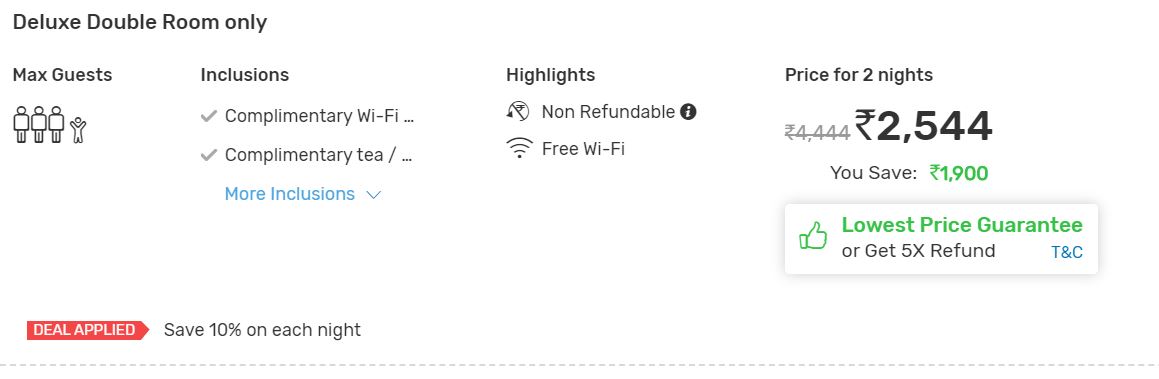 Deluxe Double Room only
Max Guests
Inclusions
Complimentary Wi-Fi ...
Complimentary tea / ...
More Inclusions
Highlights
Non Refundable
Free Wi-Fi
Price for 2 nights
₹4,444 ₹2,544
You Save: ₹1,900
Lowest Price Guarantee
or Get 5X Refund T&C
DEAL APPLIED Save 10% on each night